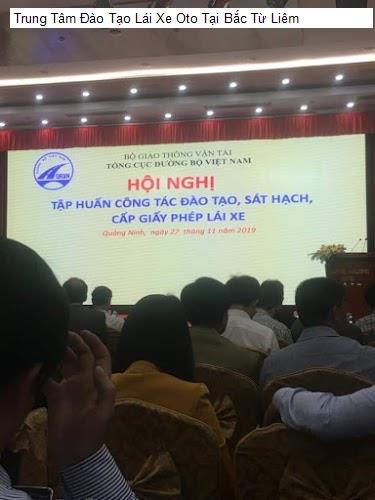 Trung Tâm Đào Tạo Lái Xe Oto Tại Bắc Từ Liêm
BỘ GIAO THÔNG VẬN TẢI
TỔNG CỤC ĐƯỜNG BỘ VIỆT NAM
HỘI NGHỊ
TẬP HUẤN CÔNG TÁC ĐÀO TẠO, SÁT HẠCH,
CẤP GIẤY PHÉP LÁI XE
Quảng Ninh, ngày 27 tháng 11 năm 2019